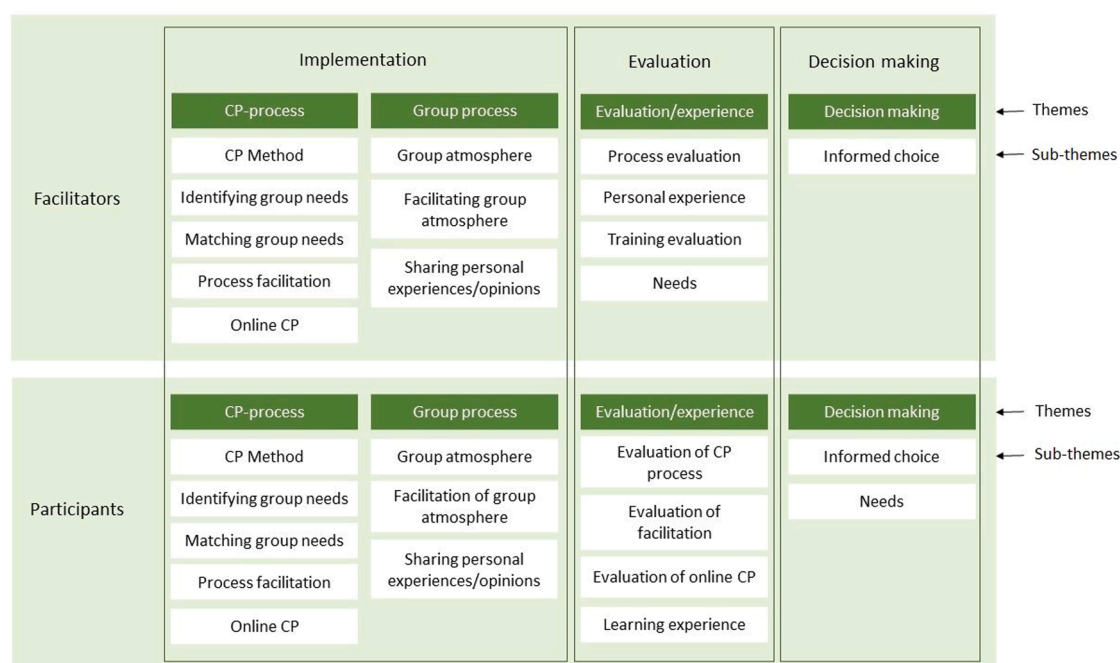 Implementation
Evaluation
Decision making
CP-process
Group process
Evaluation/experience
Decision making
Themes
CP Method
Group atmosphere
Process evaluation
Informed choice
Sub-themes
Facilitators
Identifying group needs
Facilitating group
atmosphere
Personal experience
Matching group needs
Training evaluation
Process facilitation
Sharing personal
experiences/opinions
Needs
Online CP
CP-process
Group process
Evaluation/experience
Decision making
Themes
CP Method
Group atmosphere
Evaluation of CP
process
Informed choice
Sub-themes
Participants
Identifying group needs
Facilitation of group
atmosphere
Evaluation of
facilitation
Needs
Matching group needs
Sharing personal
experiences/opinions
Process facilitation
Evaluation of online CP
Online CP
Learning experience